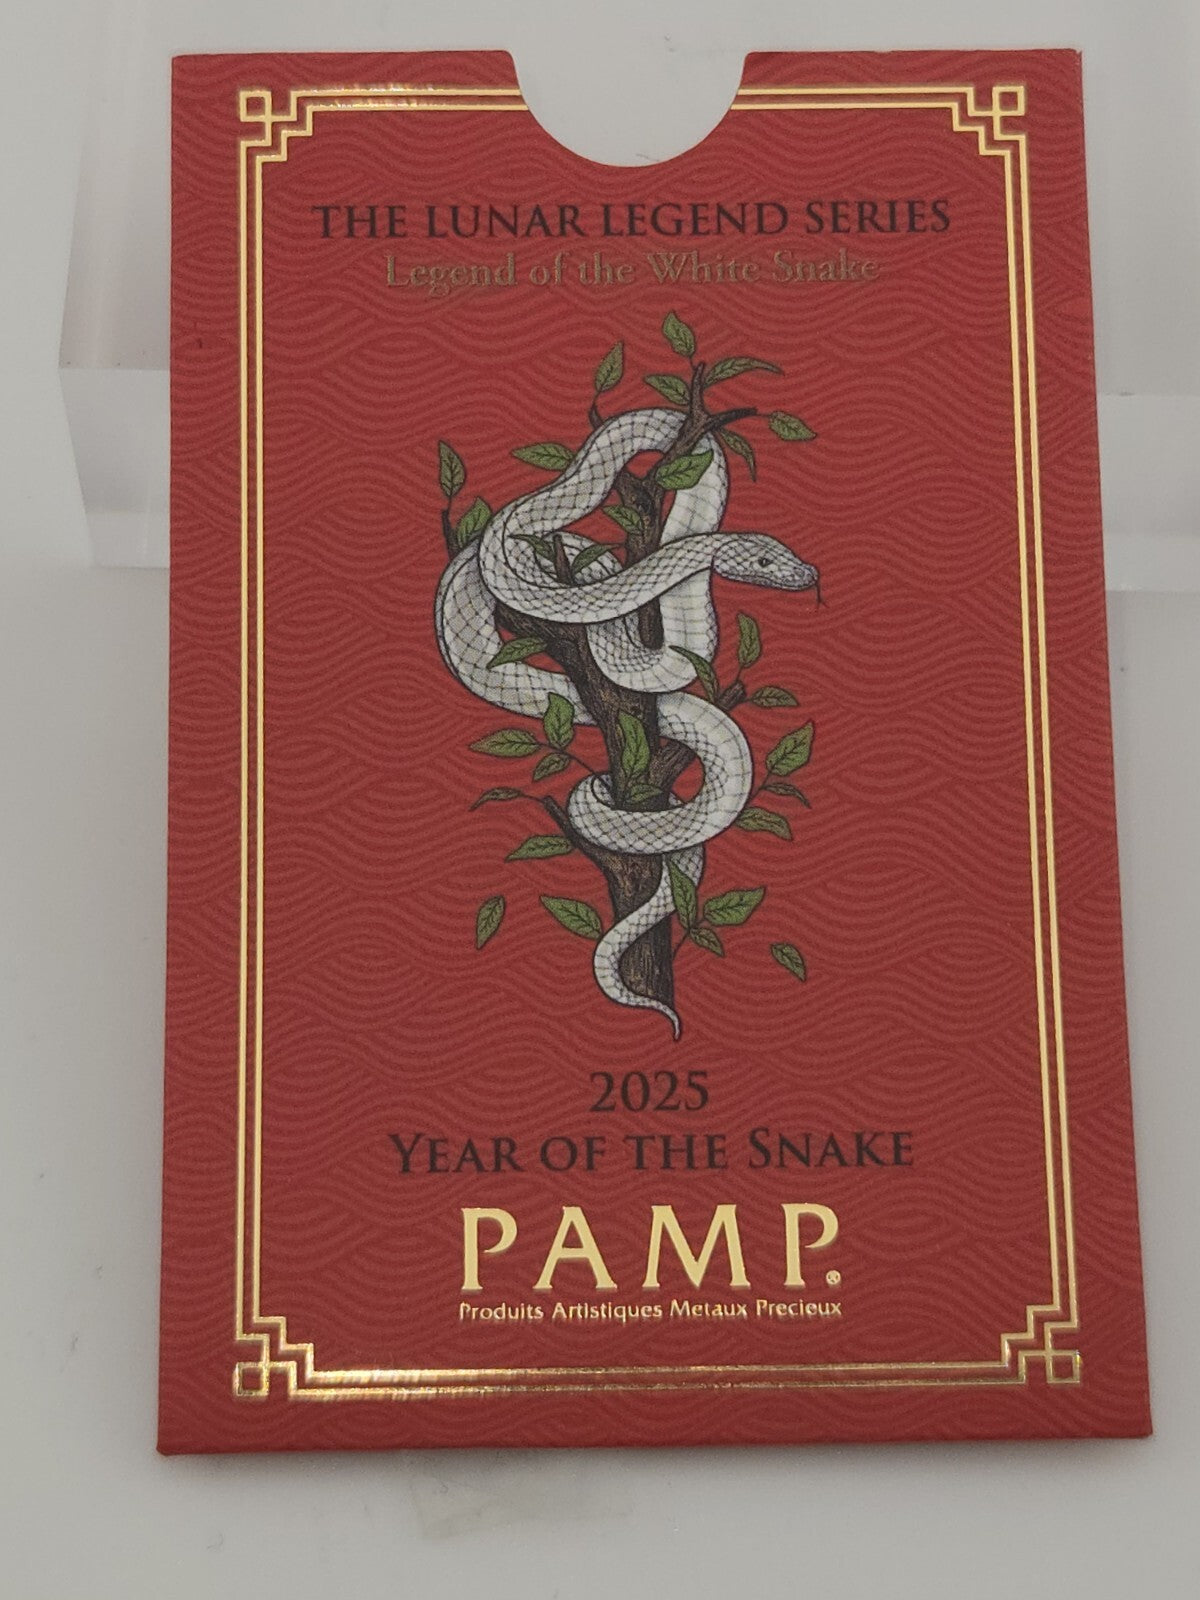 THE LUNAR LEGEND SERIES
Legend of the White Snake
2025
YEAR OF THE SNAKE
PAMP.®
Produits Artistiques Metaux Precieux